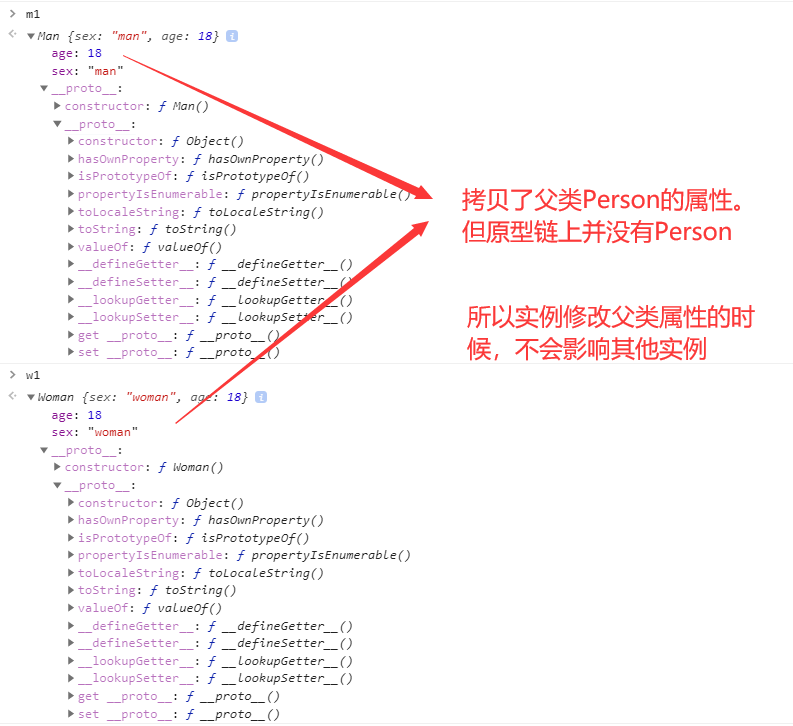 > m1
Man {sex: "man", age: 18} i
age: 18
sex: "man"
__proto__:
constructor: ƒ Man()
__proto__:
constructor: ƒ Object()
hasOwnProperty: ƒ hasOwnProperty()
isPrototypeOf: ƒ isPrototypeOf()
propertyIsEnumerable: ƒ propertyIsEnumerable()
toLocaleString: ƒ toLocaleString()
toString: ƒ toString()
valueOf: ƒ valueOf()
__defineGetter__: ƒ __defineGetter__()
__defineSetter__: ƒ __defineSetter__()
__lookupGetter__: ƒ __lookupGetter__()
__lookupSetter__: ƒ __lookupSetter__()
get __proto__: ƒ __proto__()
set __proto__: ƒ __proto__()
拷贝了父类Person的属性。
但原型链上并没有Person
所以实例修改父类属性的时
候，不会影响其他实例
> w1
Woman {sex: "woman", age: 18} i
age: 18
sex: "woman"
__proto__:
constructor: ƒ Woman()
__proto__:
constructor: ƒ Object()
hasOwnProperty: ƒ hasOwnProperty()
isPrototypeOf: ƒ isPrototypeOf()
propertyIsEnumerable: ƒ propertyIsEnumerable()
toLocaleString: ƒ toLocaleString()
toString: ƒ toString()
valueOf: ƒ valueOf()
__defineGetter__: ƒ __defineGetter__()
__defineSetter__: ƒ __defineSetter__()
__lookupGetter__: ƒ __lookupGetter__()
__lookupSetter__: ƒ __lookupSetter__()
get __proto__: ƒ __proto__()
set __proto__: ƒ __proto__()